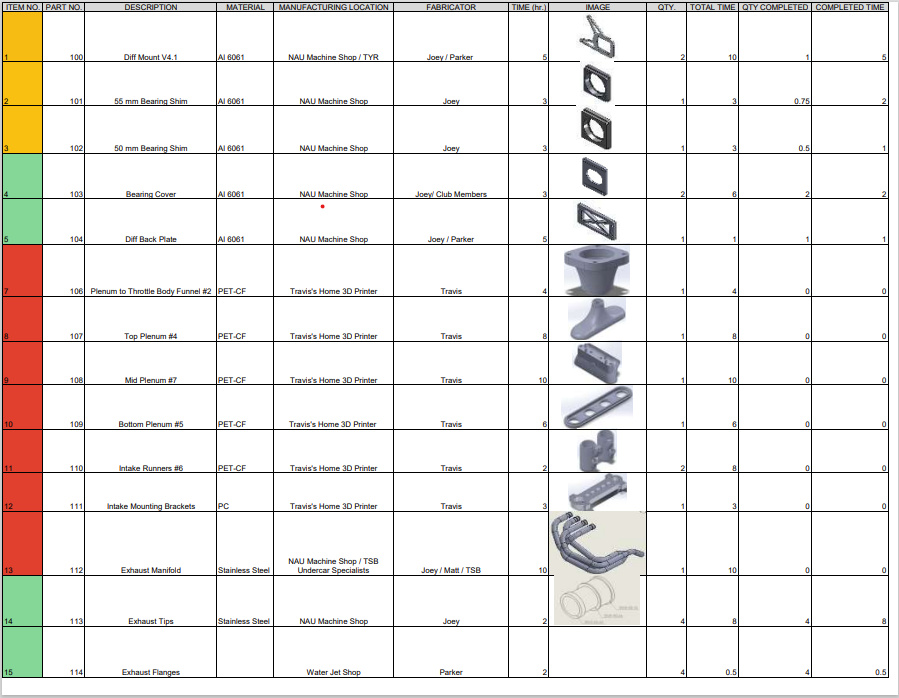 ITEM NO. PART NO. DESCRIPTION MATERIAL MANUFACTURING LOCATION FABRICATOR TIME (hr.) IMAGE QTY. TOTAL TIME QTY COMPLETED COMPLETED TIME
1 100 Diff Mount V4.1 Al 6061 NAU Machine Shop / TYR Joey / Parker 5 2 10 1 5
2 101 55 mm Bearing Shim Al 6061 NAU Machine Shop Joey 3 1 3 0.75 2
3 102 50 mm Bearing Shim Al 6061 NAU Machine Shop Joey 3 1 3 0.5 1
4 103 Bearing Cover Al 6061 NAU Machine Shop Joey/ Club Members 3 2 6 2 2
5 104 Diff Back Plate Al 6061 NAU Machine Shop Joey / Parker 5 1 1 1 1
7 106 Plenum to Throttle Body Funnel #2 PET-CF Travis's Home 3D Printer Travis 4 1 4 0 0
8 107 Top Plenum #4 PET-CF Travis's Home 3D Printer Travis 8 1 8 0 0
9 108 Mid Plenum #7 PET-CF Travis's Home 3D Printer Travis 10 1 10 0 0
10 109 Bottom Plenum #5 PET-CF Travis's Home 3D Printer Travis 6 1 6 0 0
11 110 Intake Runners #6 PET-CF Travis's Home 3D Printer Travis 2 2 8 0 0
12 111 Intake Mounting Brackets PC Travis's Home 3D Printer Travis 3 1 3 0 0
NAU Machine Shop / TSB
13 112 Exhaust Manifold Stainless Steel Undercar Specialists Joey / Matt / TSB 10 1 10 0 0
14 113 Exhaust Tips Stainless Steel NAU Machine Shop Joey 2 4 8 4 8
15 114 Exhaust Flanges Water Jet Shop Parker 2 4 0.5 4 0.5